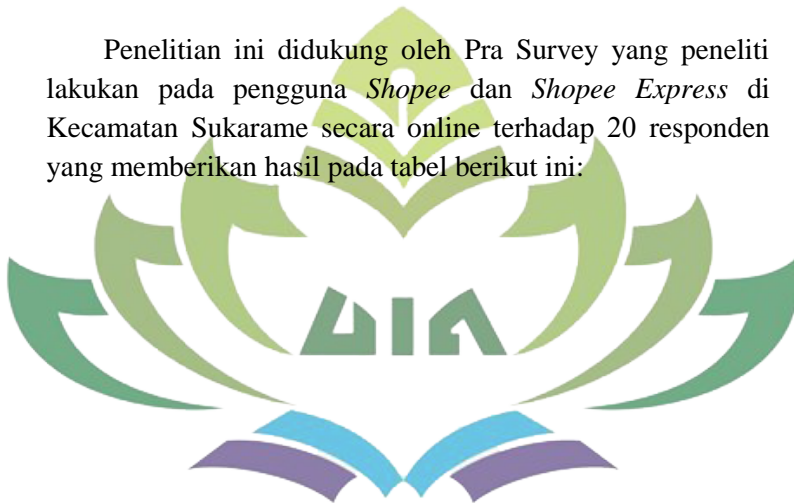 Penelitian ini didukung oleh Pra Survey yang peneliti
lakukan pada pengguna Shopee dan Shopee Express di
Kecamatan Sukarame secara online terhadap 20 responden
yang memberikan hasil pada tabel berikut ini:
UIN